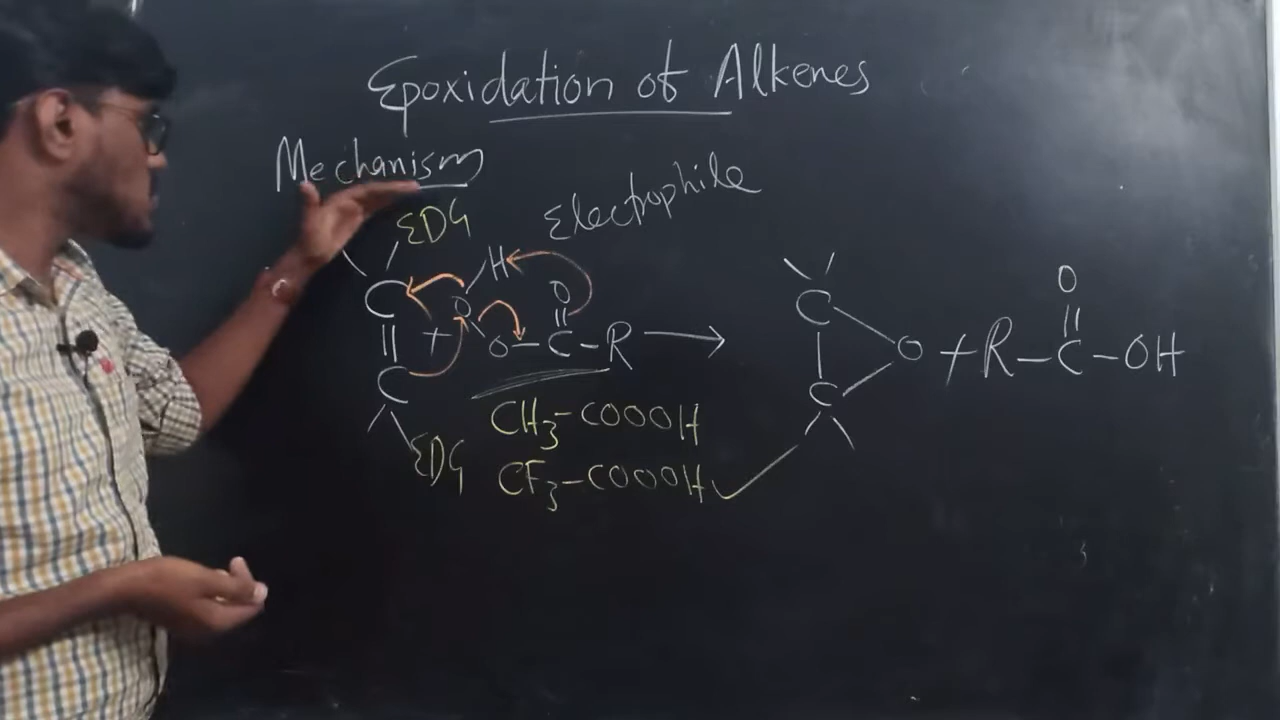 Epoxidation of Alkenes
Mechanism
Electrophile
EDG
H
C O O
|| + O-C-R → C O + R-C-OH
C C
CH3-COOOH
EDG CF3-COOOH ✓